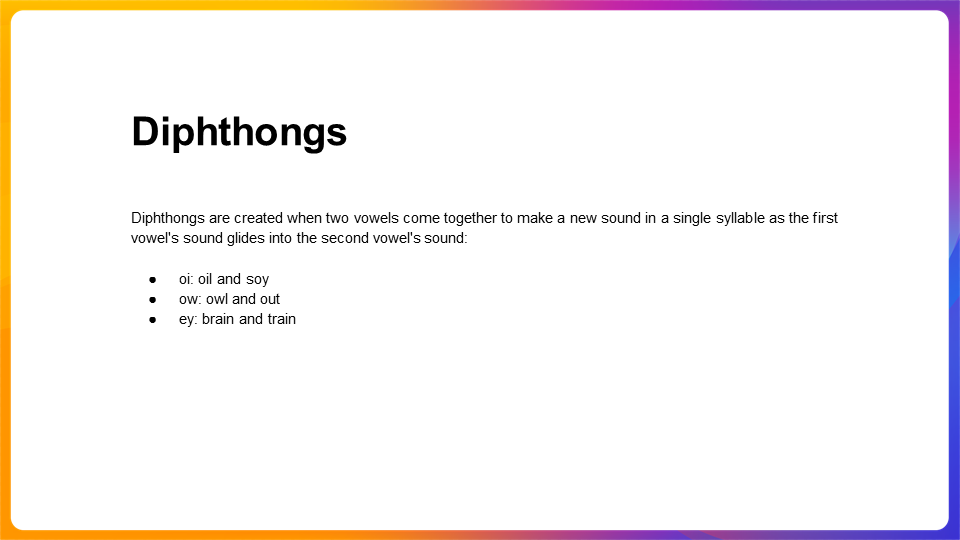 Diphthongs
Diphthongs are created when two vowels come together to make a new sound in a single syllable as the first
vowel's sound glides into the second vowel's sound:
● oi: oil and soy
● ow: owl and out
● ey: brain and train